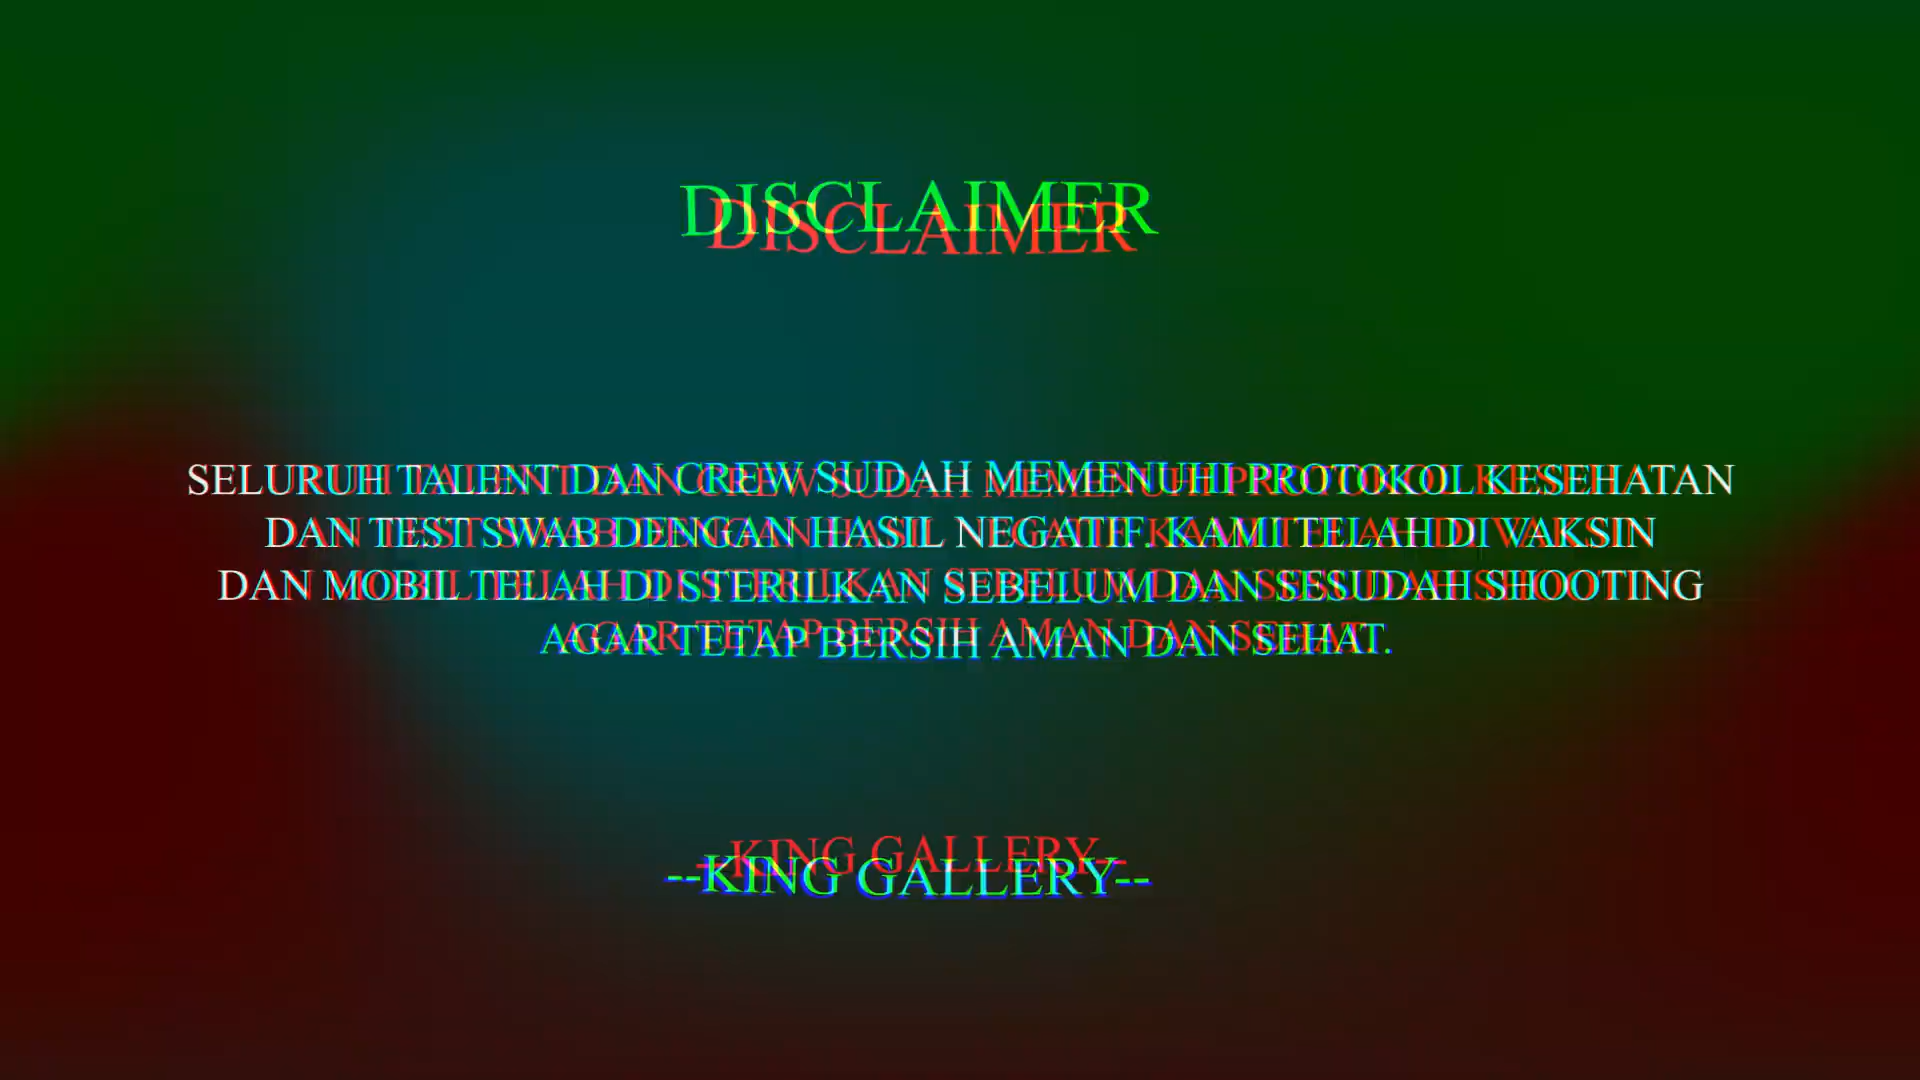 DISCLAIMER
SELURUH TALENT DAN CREW SUDAH MEMENUHI PROTOKOL KESEHATAN
DAN TEST SWAB DENGAN HASIL NEGATIF. KAMI TELAH DI VAKSIN
DAN MOBIL TELAH DI STERILKAN SEBELUM DAN SESUDAH SHOOTING
AGAR TETAP BERSIH AMAN DAN SEHAT.
--KING GALLERY--